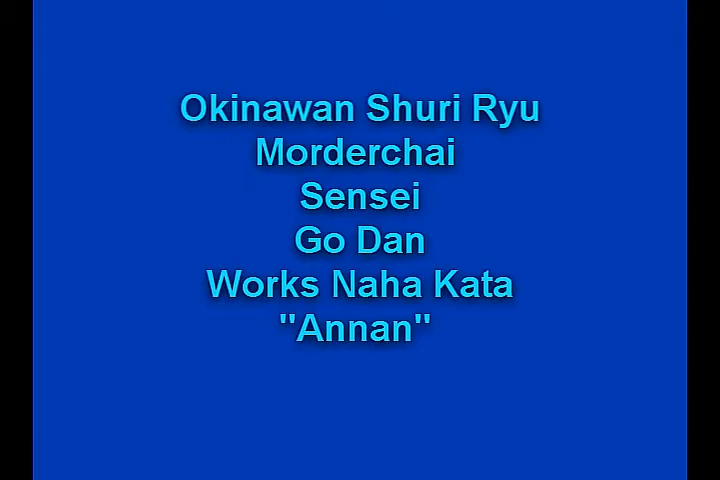 Okinawan Shuri Ryu
Morderchai
Sensei
Go Dan
Works Naha Kata
"Annan"